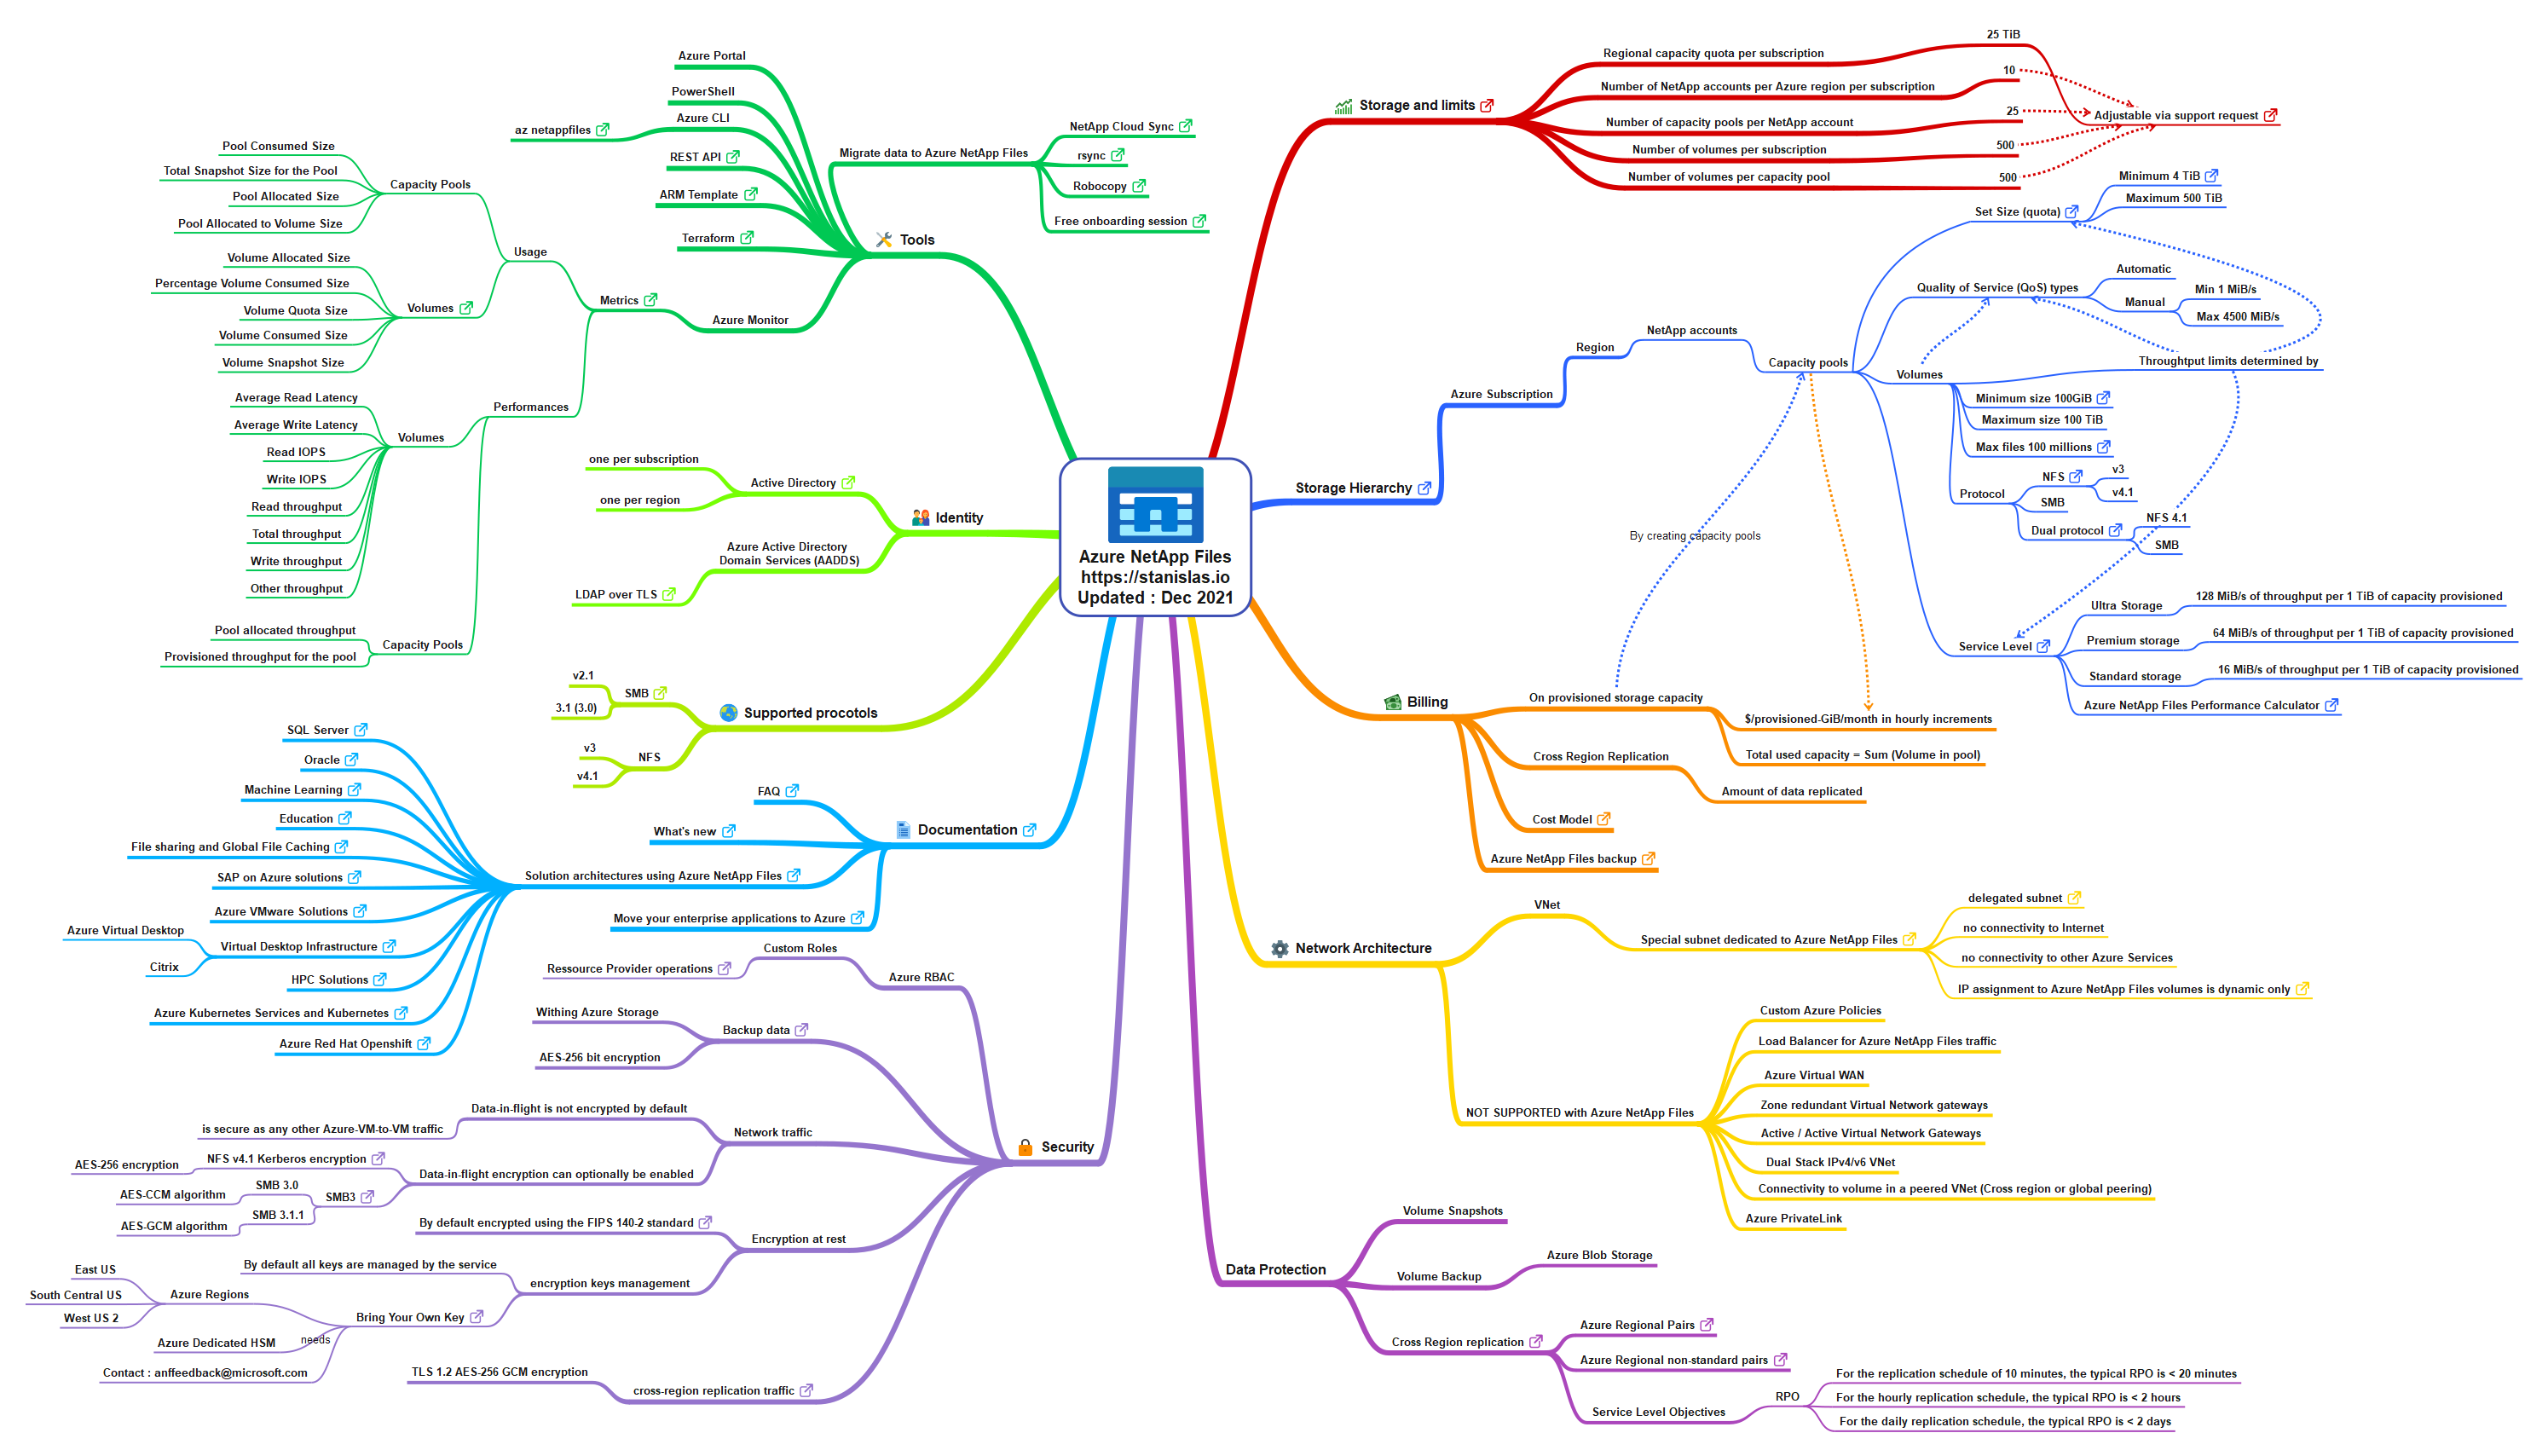 Azure NetApp Files
https://stanislas.io
Updated : Dec 2021
Storage and limits
Regional capacity quota per subscription
25 TiB
Number of NetApp accounts per Azure region per subscription
10
Number of capacity pools per NetApp account
25
Number of volumes per subscription
500
Number of volumes per capacity pool
500
Adjustable via support request
Storage Hierarchy
Azure Subscription
Region
NetApp accounts
Capacity pools
Set Size (quota)
Minimum 4 TiB
Maximum 500 TiB
Quality of Service (QoS) types
Automatic
Manual
Min 1 MiB/s
Max 4500 MiB/s
Volumes
Throughtput limits determined by
Minimum size 100GiB
Maximum size 100 TiB
Max files 100 millions
Protocol
NFS
v3
v4.1
SMB
Dual protocol
NFS 4.1
SMB
Service Level
Ultra Storage
128 MiB/s of throughput per 1 TiB of capacity provisioned
Premium storage
64 MiB/s of throughput per 1 TiB of capacity provisioned
Standard storage
16 MiB/s of throughput per 1 TiB of capacity provisioned
Azure NetApp Files Performance Calculator
By creating capacity pools
Billing
On provisioned storage capacity
$/provisioned-GiB/month in hourly increments
Total used capacity = Sum (Volume in pool)
Cross Region Replication
Amount of data replicated
Cost Model
Azure NetApp Files backup
Network Architecture
VNet
Special subnet dedicated to Azure NetApp Files
delegated subnet
no connectivity to Internet
no connectivity to other Azure Services
IP assignment to Azure NetApp Files volumes is dynamic only
NOT SUPPORTED with Azure NetApp Files
Custom Azure Policies
Load Balancer for Azure NetApp Files traffic
Azure Virtual WAN
Zone redundant Virtual Network gateways
Active / Active Virtual Network Gateways
Dual Stack IPv4/v6 VNet
Connectivity to volume in a peered VNet (Cross region or global peering)
Azure PrivateLink
Data Protection
Volume Snapshots
Volume Backup
Azure Blob Storage
Cross Region replication
Azure Regional Pairs
Azure Regional non-standard pairs
Service Level Objectives
RPO
For the replication schedule of 10 minutes, the typical RPO is < 20 minutes
For the hourly replication schedule, the typical RPO is < 2 hours
For the daily replication schedule, the typical RPO is < 2 days
Tools
Azure Portal
PowerShell
Azure CLI
az netappfiles
REST API
ARM Template
Terraform
Migrate data to Azure NetApp Files
NetApp Cloud Sync
rsync
Robocopy
Free onboarding session
Azure Monitor
Metrics
Usage
Capacity Pools
Pool Consumed Size
Total Snapshot Size for the Pool
Pool Allocated Size
Pool Allocated to Volume Size
Volumes
Volume Allocated Size
Percentage Volume Consumed Size
Volume Quota Size
Volume Consumed Size
Volume Snapshot Size
Performances
Volumes
Average Read Latency
Average Write Latency
Read IOPS
Write IOPS
Read throughput
Total throughput
Write throughput
Other throughput
Capacity Pools
Pool allocated throughput
Provisioned throughput for the pool
Identity
Active Directory
one per subscription
one per region
Azure Active Directory
Domain Services (AADDS)
LDAP over TLS
Supported procotols
SMB
v2.1
3.1 (3.0)
NFS
v3
v4.1
Documentation
FAQ
What's new
Solution architectures using Azure NetApp Files
SQL Server
Oracle
Machine Learning
Education
File sharing and Global File Caching
SAP on Azure solutions
Azure VMware Solutions
Virtual Desktop Infrastructure
Azure Virtual Desktop
Citrix
HPC Solutions
Azure Kubernetes Services and Kubernetes
Azure Red Hat Openshift
Move your enterprise applications to Azure
Security
Azure RBAC
Custom Roles
Ressource Provider operations
Backup data
Withing Azure Storage
AES-256 bit encryption
Network traffic
Data-in-flight is not encrypted by default
is secure as any other Azure-VM-to-VM traffic
Data-in-flight encryption can optionally be enabled
NFS v4.1 Kerberos encryption
AES-256 encryption
SMB3
SMB 3.0
AES-CCM algorithm
SMB 3.1.1
AES-GCM algorithm
Encryption at rest
By default encrypted using the FIPS 140-2 standard
encryption keys management
By default all keys are managed by the service
Bring Your Own Key
Azure Regions
East US
South Central US
West US 2
needs
Azure Dedicated HSM
Contact : anffeedback@microsoft.com
cross-region replication traffic
TLS 1.2 AES-256 GCM encryption